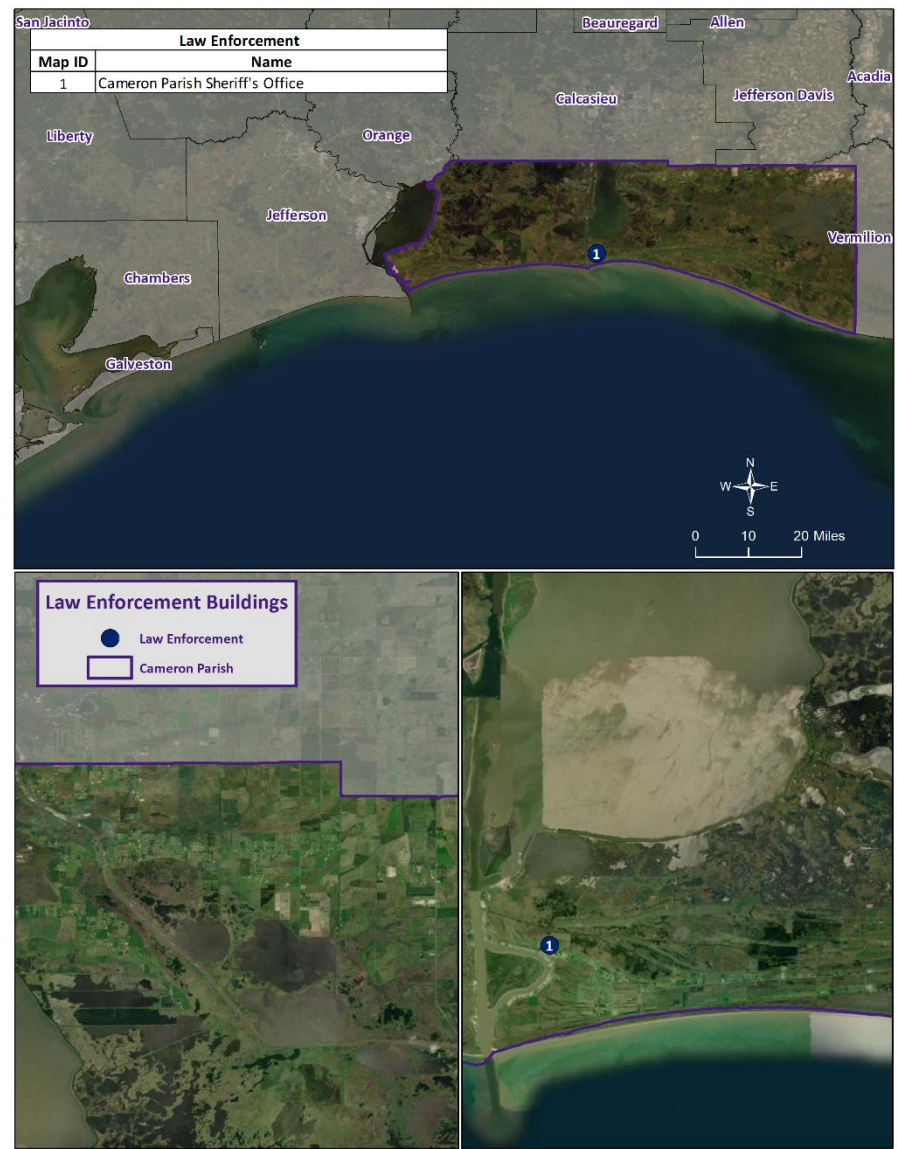 San Jacinto
Beauregard
Allen
Law Enforcement
Map ID Name
1 Cameron Parish Sheriff's Office
Acadia
Calcasieu
Jefferson Davis
Liberty
Orange
Jefferson
Vermilion
1
Chambers
Galveston
N
W E
S
0 10 20 Miles
Law Enforcement Buildings
Law Enforcement
Cameron Parish
1